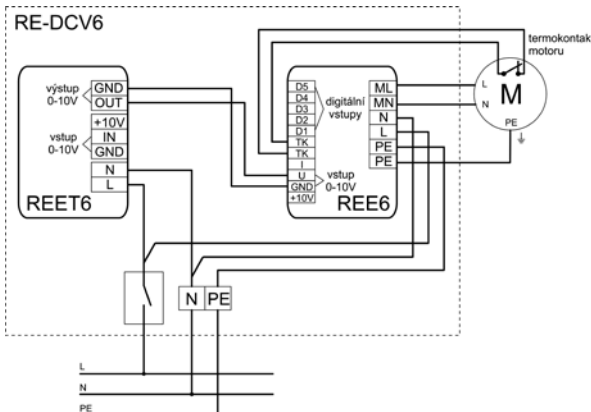 RE-DCV6
termokontakt
motoru
výstup
0-10V
GND
OUT
+10V
vstup
0-10V
IN
GND
N
L
REET6
D5
D4
D3
D2
D1
digitální
vstupy
TK
TK
I
U
GND
+10V
vstup
0-10V
ML
MN
N
L
PE
PE
REE6
L
N
M
PE
N
PE
L
N
PE